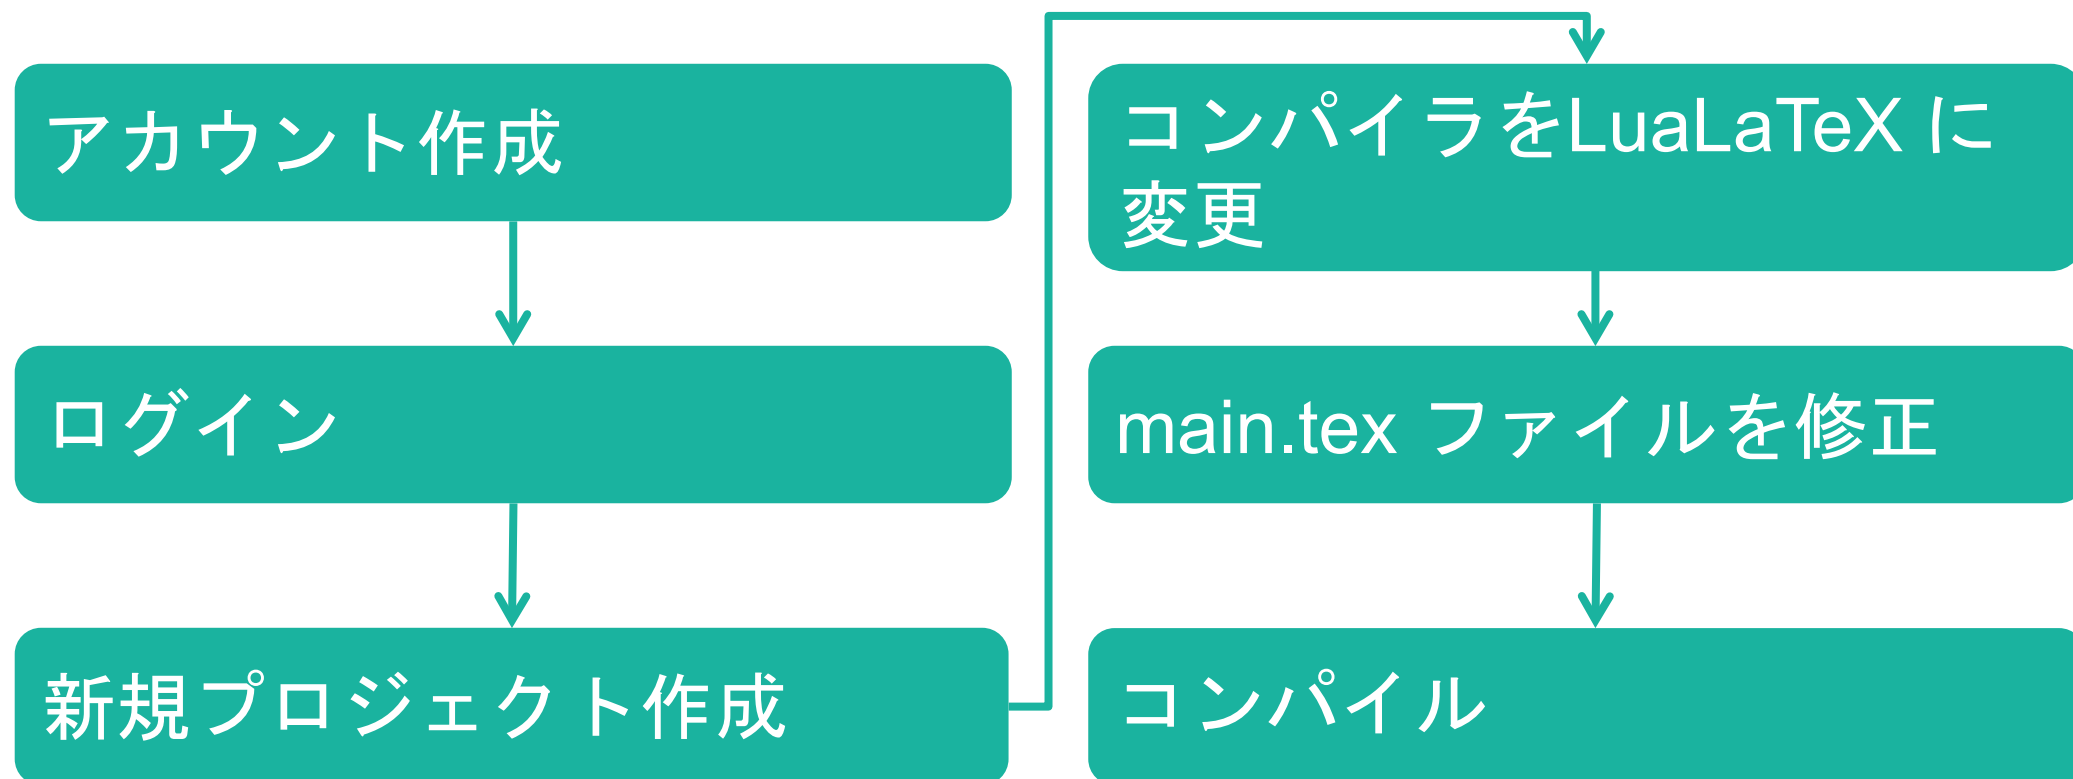 アカウント作成
ログイン
新規プロジェクト作成
コンパイラをLuaLaTeX に
変更
main.tex ファイルを修正
コンパイル